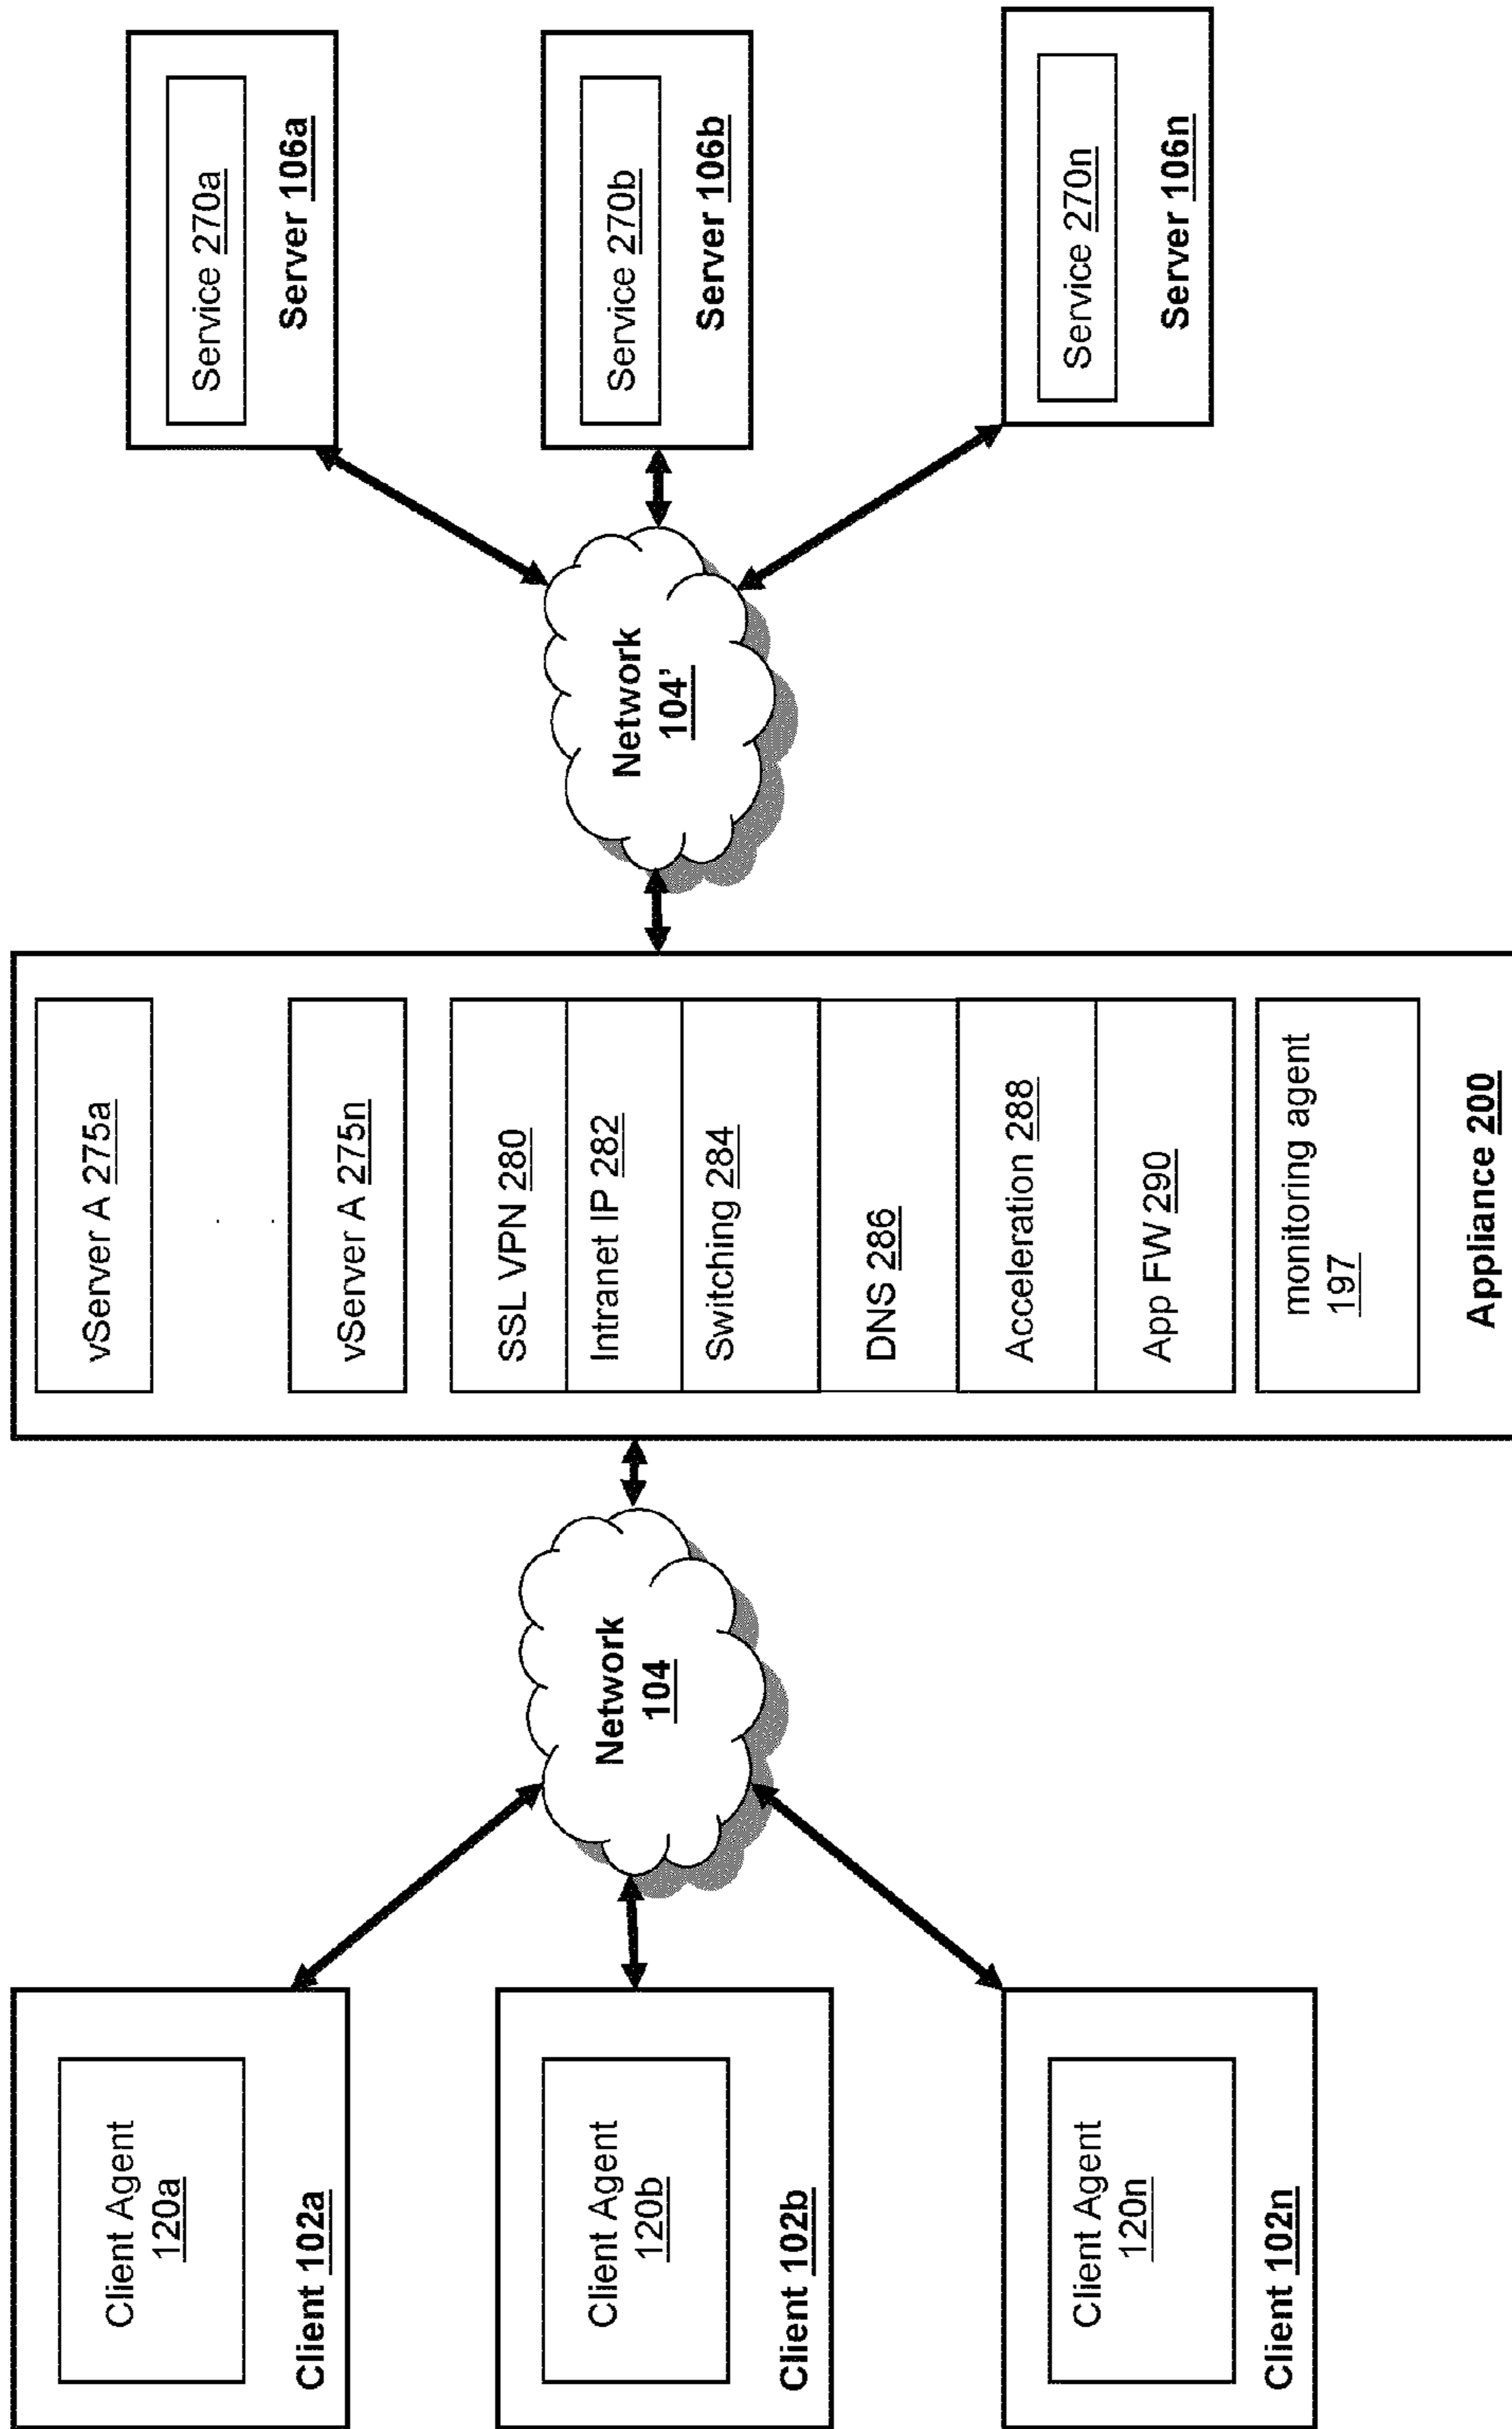 Client Agent
120a
Client 102a
Client Agent
120b
Client 102b
Client Agent
120n
Client 102n
Network
104
vServer A 275a
vServer A 275n
SSL VPN 280
Intranet IP 282
Switching 284
DNS 286
Acceleration 288
App FW 290
monitoring agent
197
Appliance 200
Network
104'
Service 270a
Server 106a
Service 270b
Server 106b
Service 270n
Server 106n